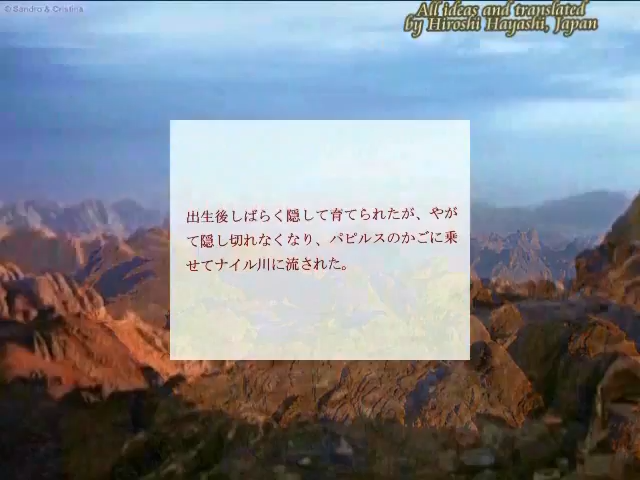 © Sandro & Cristina
All ideas and translated
by Hiroshi Hayashi, Japan
出生後しばらく隠して育てられたが、やが
て隠し切れなくなり、パピルスのかごに乗
せてナイル川に流された。